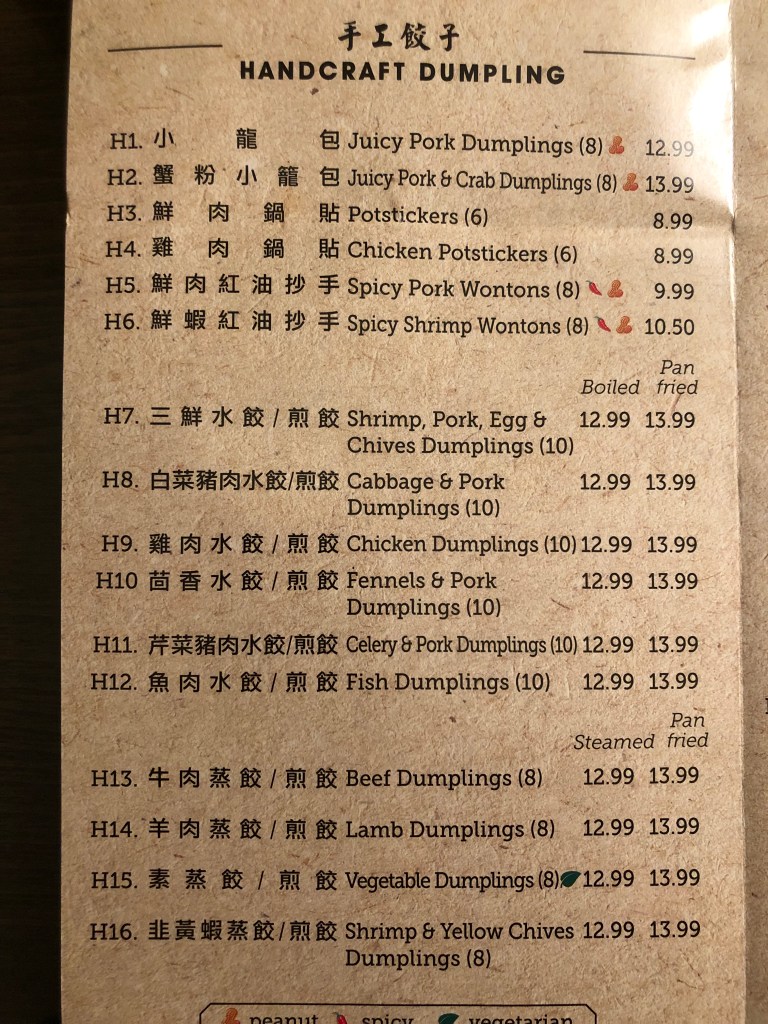 手工餃子
HANDCRAFT DUMPLING
H1. 小龍包 Juicy Pork Dumplings (8) 12.99
H2. 蟹粉小籠包 Juicy Pork & Crab Dumplings (8) 13.99
H3. 鮮肉鍋貼 Potstickers (6) 8.99
H4. 雞肉鍋貼 Chicken Potstickers (6) 8.99
H5. 鮮肉紅油抄手 Spicy Pork Wontons (8) 9.99
H6. 鮮蝦紅油抄手 Spicy Shrimp Wontons (8) 10.50
Pan
Boiled fried
H7. 三鮮水餃/煎餃 Shrimp, Pork, Egg & 12.99 13.99
Chives Dumplings (10)
H8. 白菜豬肉水餃/煎餃 Cabbage & Pork 12.99 13.99
Dumplings (10)
H9. 雞肉水餃/煎餃 Chicken Dumplings (10) 12.99 13.99
H10 茴香水餃/煎餃 Fennels & Pork 12.99 13.99
Dumplings (10)
H11. 芹菜豬肉水餃/煎餃 Celery & Pork Dumplings (10) 12.99 13.99
H12. 魚肉水餃/煎餃 Fish Dumplings (10) 12.99 13.99
Pan
Steamed fried
H13. 牛肉蒸餃/煎餃 Beef Dumplings (8) 12.99 13.99
H14. 羊肉蒸餃/煎餃 Lamb Dumplings (8) 12.99 13.99
H15. 素蒸餃/煎餃 Vegetable Dumplings (8) 12.99 13.99
H16. 韭黃蝦蒸餃/煎餃 Shrimp & Yellow Chives 12.99 13.99
Dumplings (8)
peanut spicy vegetarian